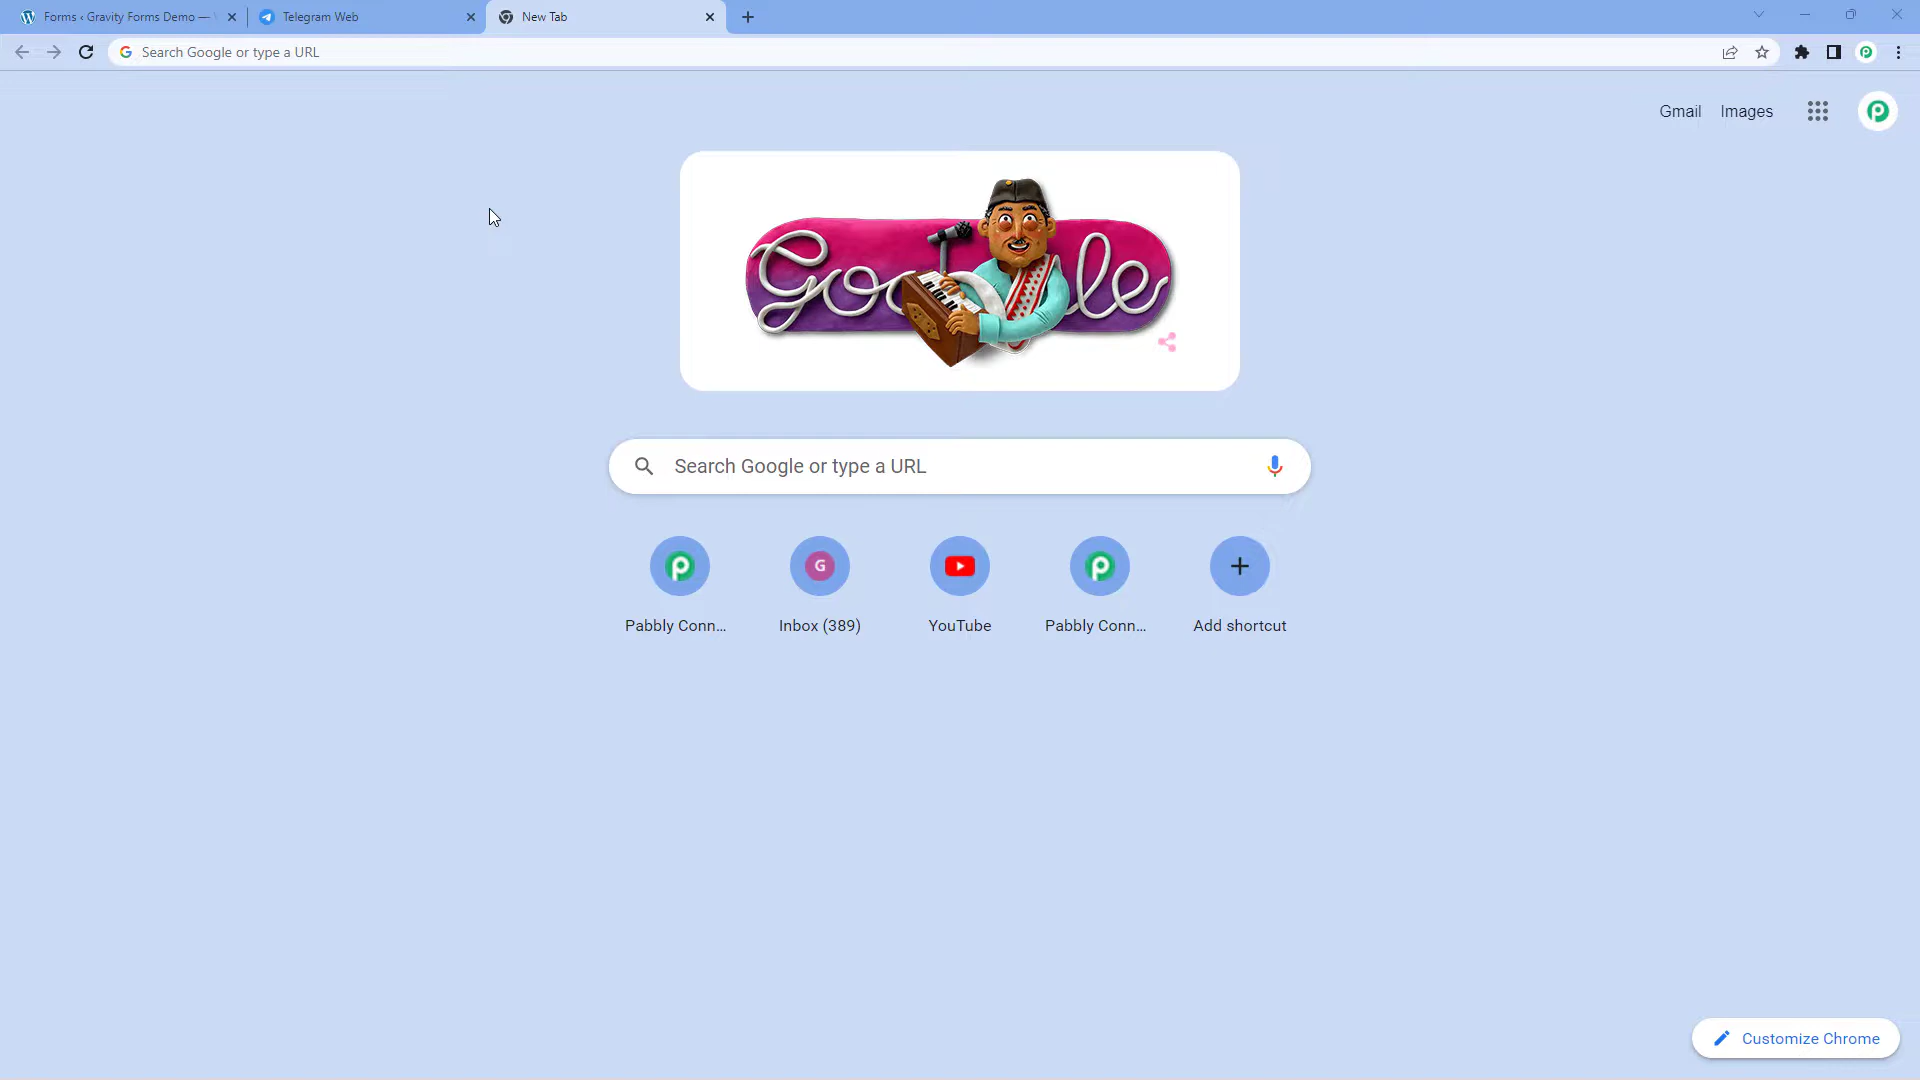 Forms ‹ Gravity Forms Demo —
Telegram Web
New Tab
Search Google or type a URL
Gmail
Images
Google
Search Google or type a URL
G
Pabbly Conn...
Inbox (389)
YouTube
Pabbly Conn...
Add shortcut
Customize Chrome